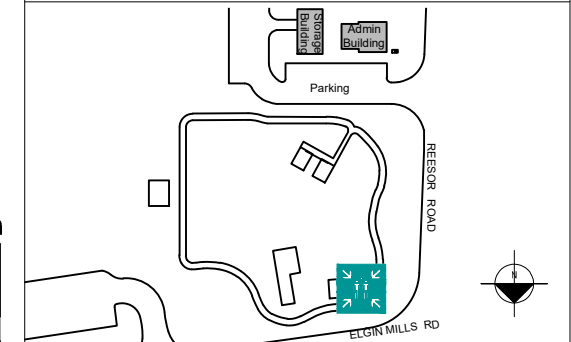 Storage
Building
Admin
Building
Parking
REESOR ROAD
N
ELGIN MILLS RD